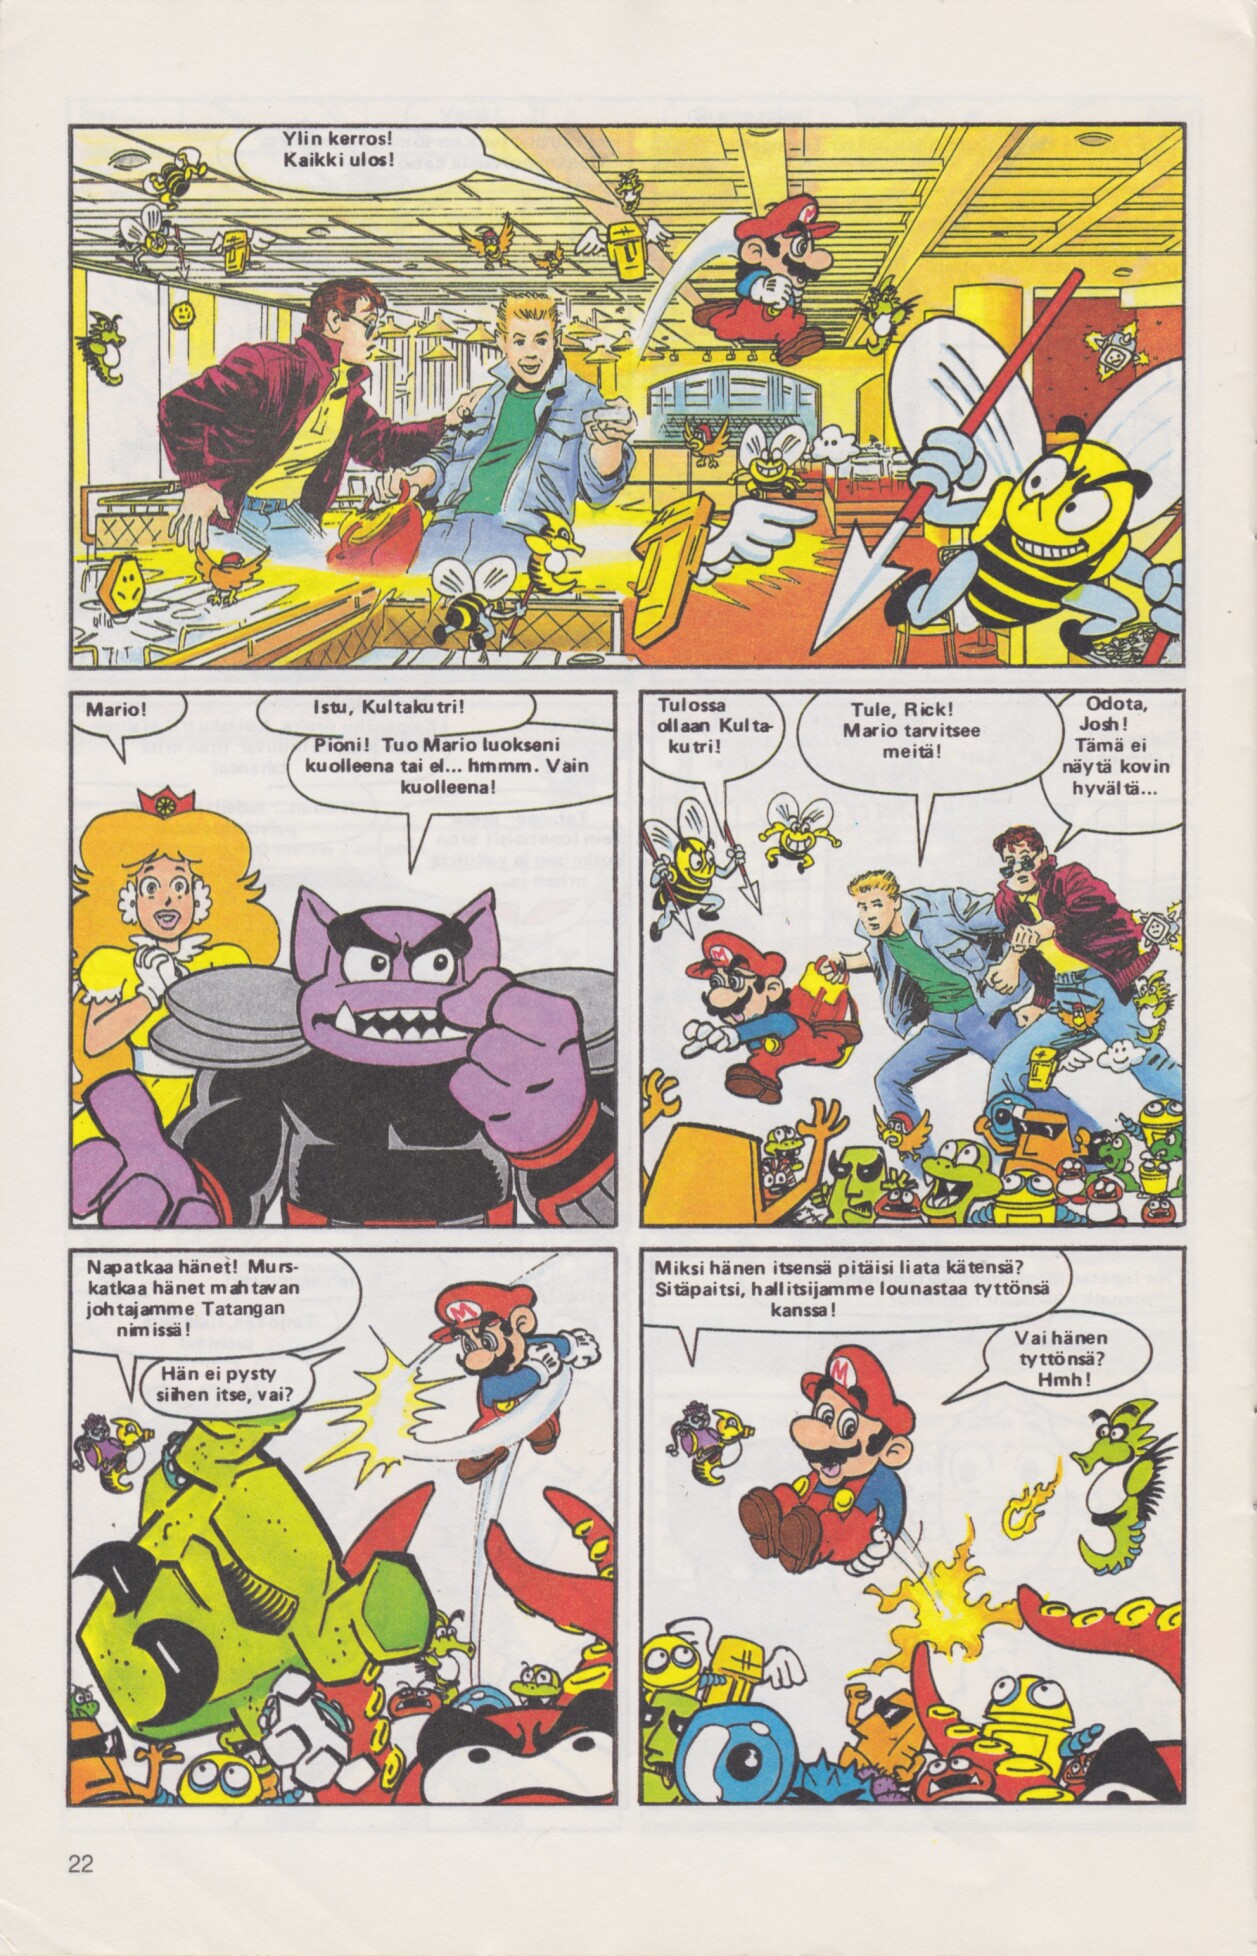 Ylin kerros!
Kaikki ulos!
Mario!
Istu, Kultakutri!
Pioni! Tuo Mario luokseni
kuolleena tai el... hmmm. Vain
kuolleena!
Tulossa
ollaan Kulta-
kutri!
Tule, Rick!
Mario tarvitsee
meitä!
Odota,
Josh!
Tämä ei
näytä kovin
hyvältä...
Napatkaa hänet! Murs-
katkaa hänet mahtavan
johtajamme Tatangan
nimissä!
Hän ei pysty
siihen itse, vai?
Miksi hänen itsensä pitäisi liata kätensä?
Sitäpaitsi, hallitsijamme lounastaa tyttönsä
kanssa!
Vai hänen
tyttönsä?
Hmh!
M
M
M
M
22